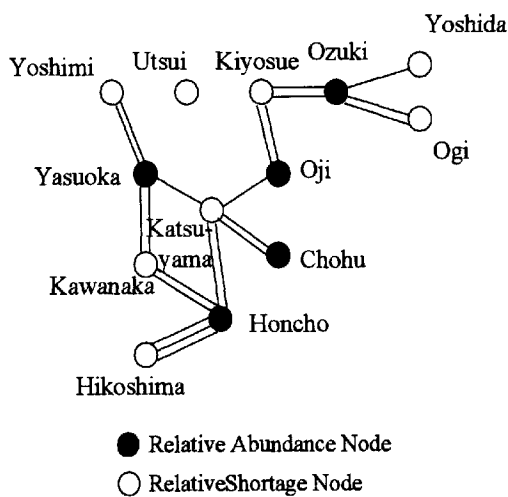 Yoshida
Ozuki
Kiyosue
Utsui
Yoshimi
Ogi
Yasuoka
Oji
Katsu-
yama
Chohu
Kawanaka
Honcho
Hikoshima
Relative Abundance Node
RelativeShortage Node